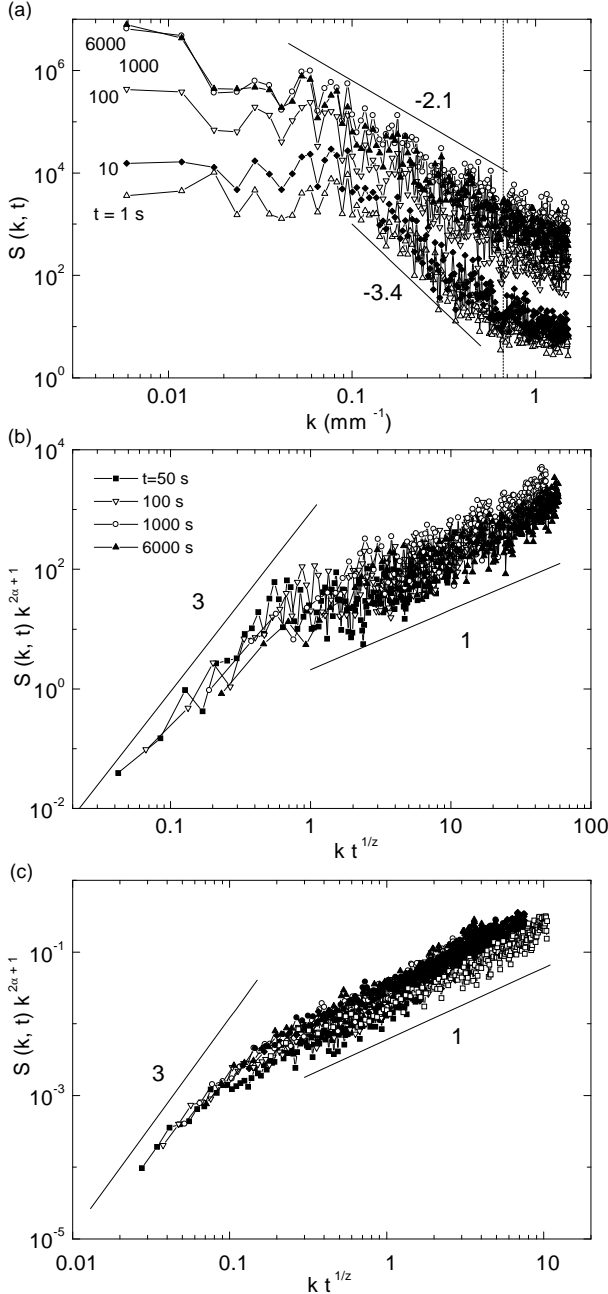 (a)
6000
1000
100
10
t = 1 s
-2.1
-3.4
10^6
10^4
10^2
10^0
S (k, t)
0.01
0.1
1
k (mm^-1)
(b)
10^4
10^2
10^0
10^-2
S (k, t) k^2α+1
t=50 s
100 s
1000 s
6000 s
3
1
0.1
1
10
100
k t^1/z
(c)
10^-1
10^-3
10^-5
S (k, t) k^2α+1
3
1
0.01
0.1
1
10
k t^1/z